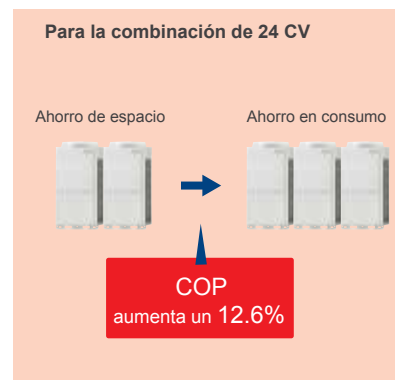 Para la combinación de 24 CV
Ahorro de espacio
Ahorro en consumo
COP
aumenta un 12.6%